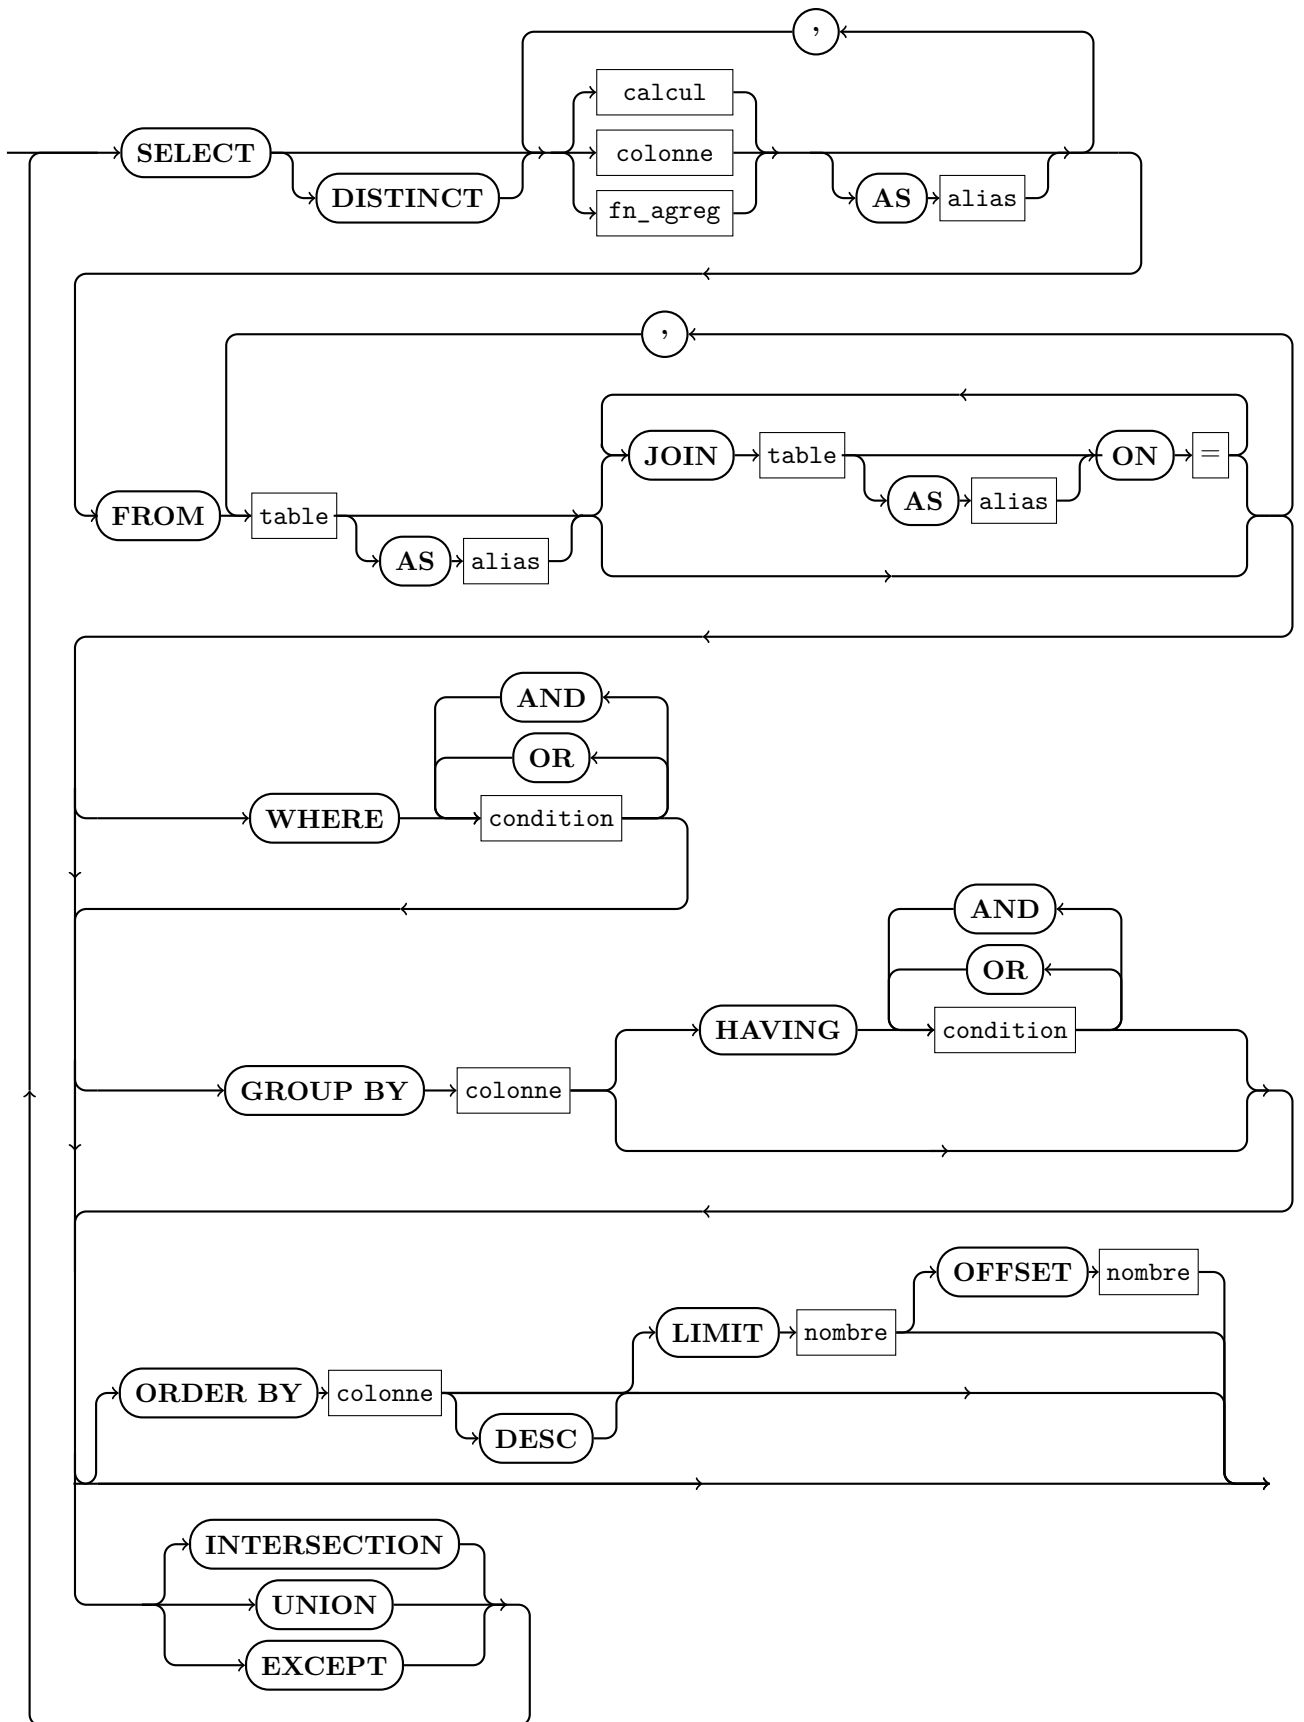 ,
calcul
SELECT colonne
DISTINCT fn_agreg AS alias
,
JOIN table ON =
AS alias
FROM table
AS alias
AND
OR
WHERE condition
AND
OR
HAVING condition
GROUP BY colonne
OFFSET nombre
LIMIT nombre
ORDER BY colonne
DESC
INTERSECTION
UNION
EXCEPT